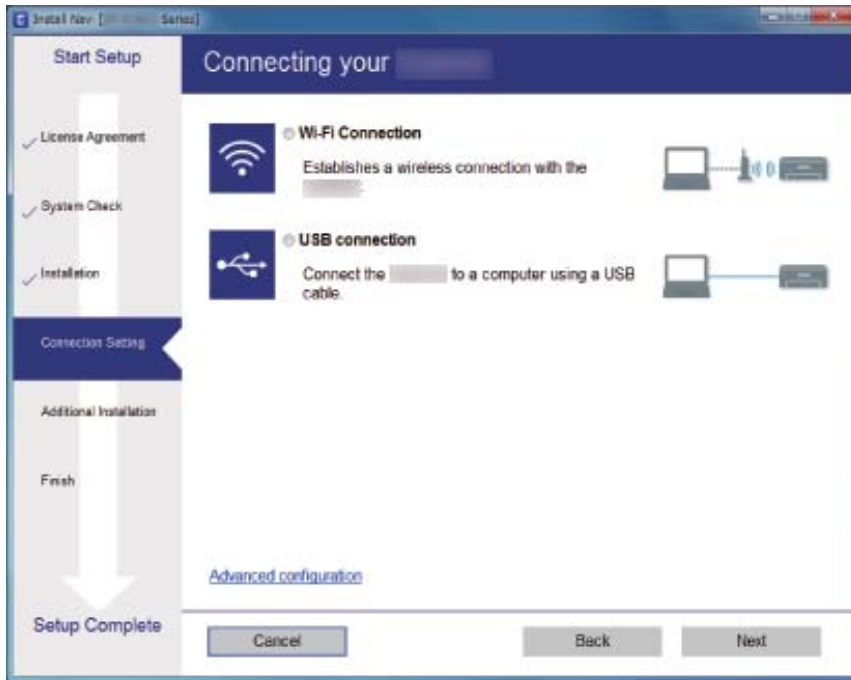 Install Navi [ Series]
Start Setup
License Agreement
System Check
Installation
Connection Setting
Additional Installation
Finish
Setup Complete
Connecting your
Wi-Fi Connection
Establishes a wireless connection with the
.
USB connection
Connect the to a computer using a USB
cable.
Advanced configuration
Cancel
Back
Next